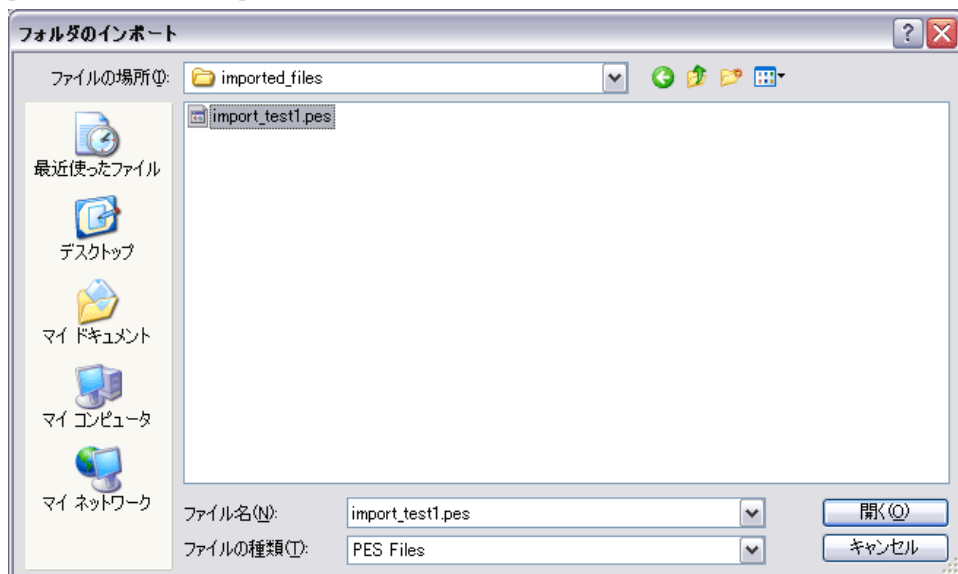 フォルダのインポート
ファイルの場所(I):
imported_files
import_test1.pes
最近使ったファイル
デスクトップ
マイ ドキュメント
マイ コンピュータ
マイ ネットワーク
ファイル名(N):
import_test1.pes
開く(O)
ファイルの種類(T):
PES Files
キャンセル